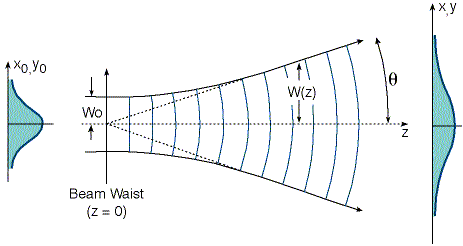 x0,y0
x,y
Wo
W(z)
θ
z
Beam Waist
(z = 0)